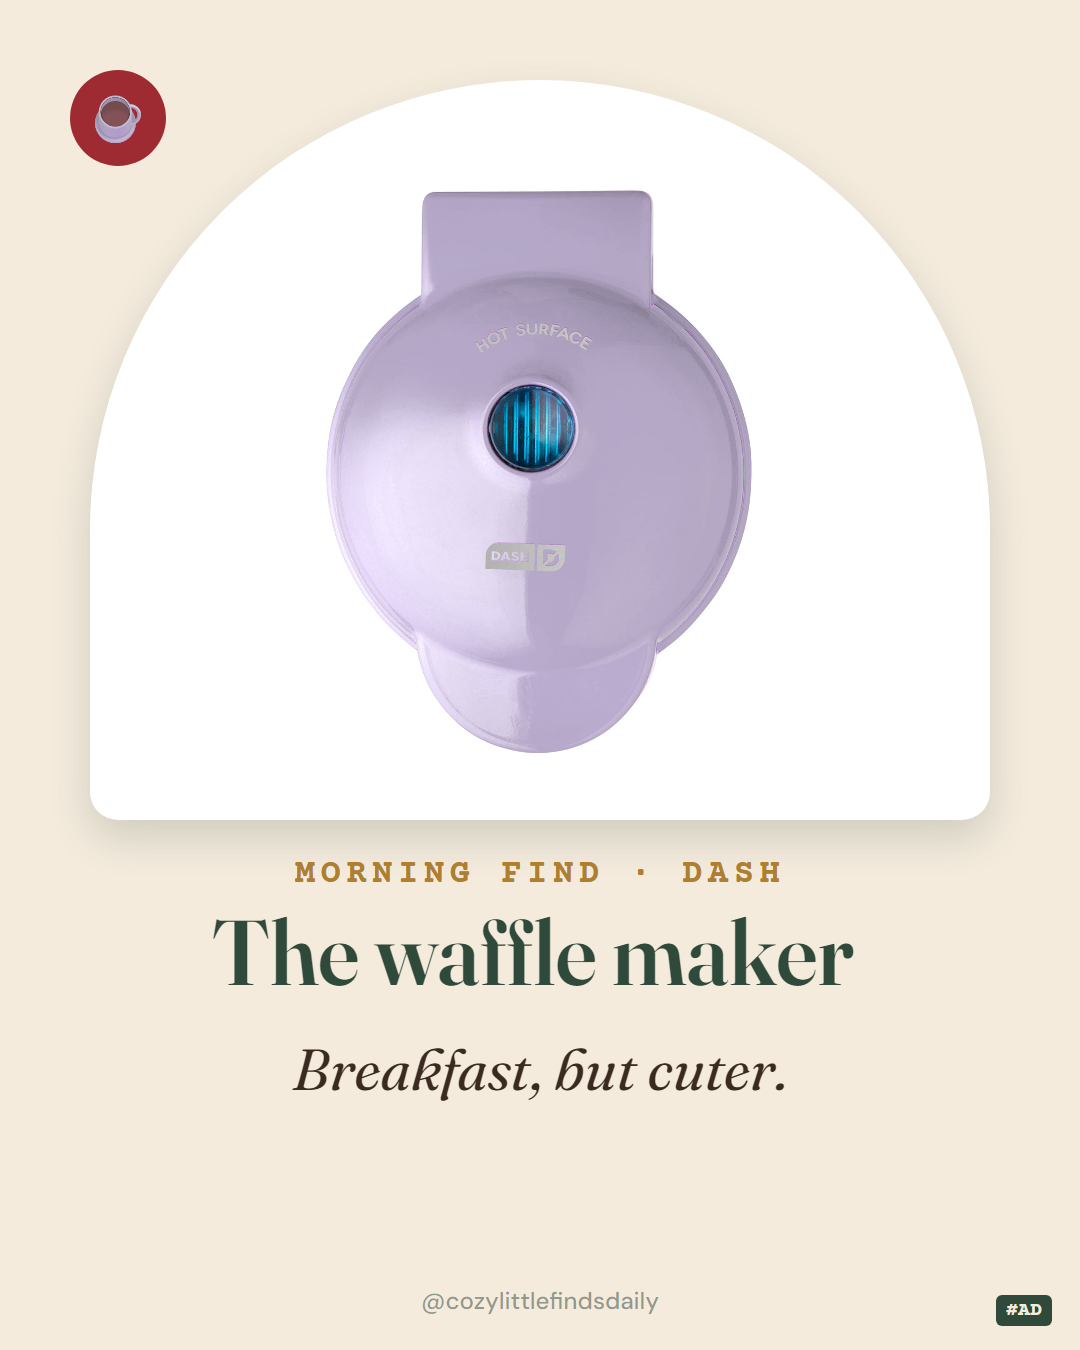 HOT SURFACE
DASH
MORNING FIND · DASH
The waffle maker
Breakfast, but cuter.
@cozylittlefindsdaily
#AD